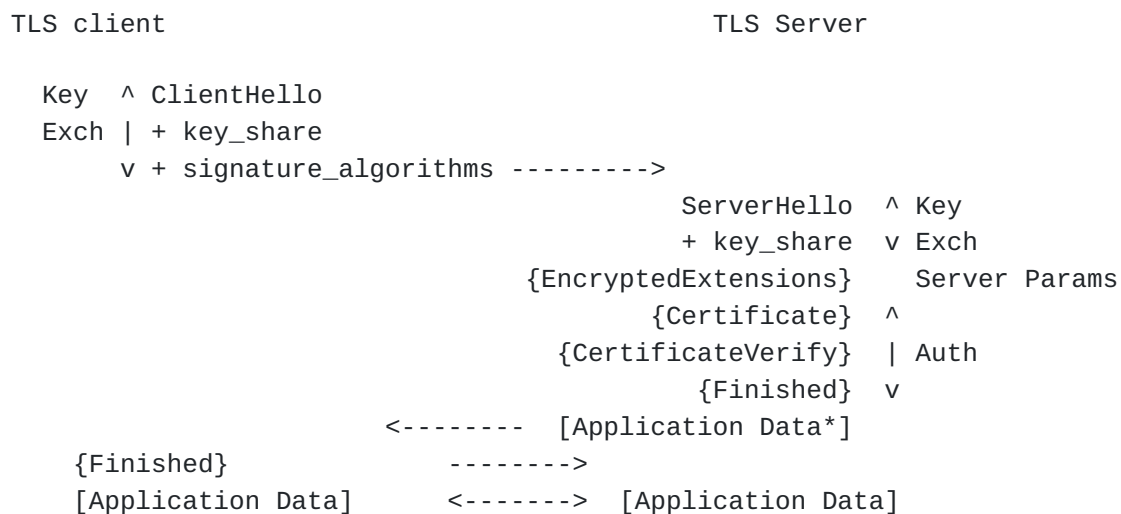 TLS client                                   TLS Server
Key  ^ ClientHello
Exch | + key_share
v + signature_algorithms --------->
ServerHello  ^ Key
+ key_share  v Exch
{EncryptedExtensions}    Server Params
{Certificate}  ^
{CertificateVerify}  | Auth
{Finished}  v
<--------  [Application Data*]
{Finished}              -------->
[Application Data]      <------->  [Application Data]